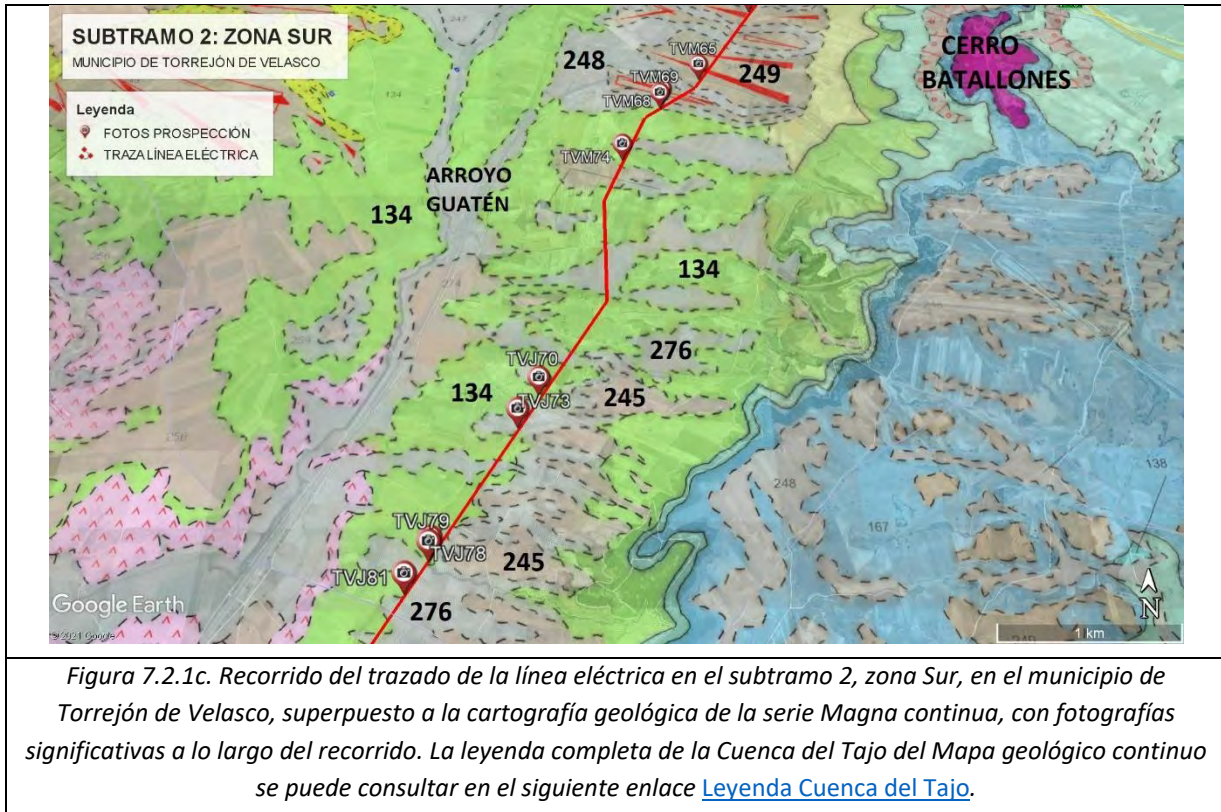 SUBTRAMO 2: ZONA SUR
MUNICIPIO DE TORREJÓN DE VELASCO
Leyenda
FOTOS PROSPECCIÓN
TRAZA LÍNEA ELÉCTRICA
247
134
248
TVM65
249
TVM69
TVM68
TVM74
CERRO
BATALLONES
ARROYO
GUATÉN
134
134
274
276
TVJ70
134
TVJ73
245
138
248
167
TVJ79
TVJ78
245
TVJ81
276
Google Earth
© 2021 Google
N
1 km
Figura 7.2.1c. Recorrido del trazado de la línea eléctrica en el subtramo 2, zona Sur, en el municipio de
Torrejón de Velasco, superpuesto a la cartografía geológica de la serie Magna continua, con fotografías
significativas a lo largo del recorrido. La leyenda completa de la Cuenca del Tajo del Mapa geológico continuo
se puede consultar en el siguiente enlace Leyenda Cuenca del Tajo.